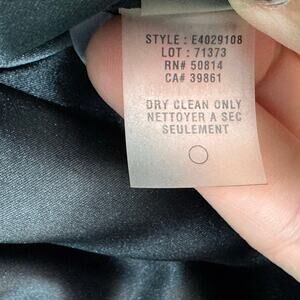 STYLE : E4029108
LOT : 71373
RN# 50814
CA# 39861
DRY CLEAN ONLY
NETTOYER A SEC
SEULEMENT